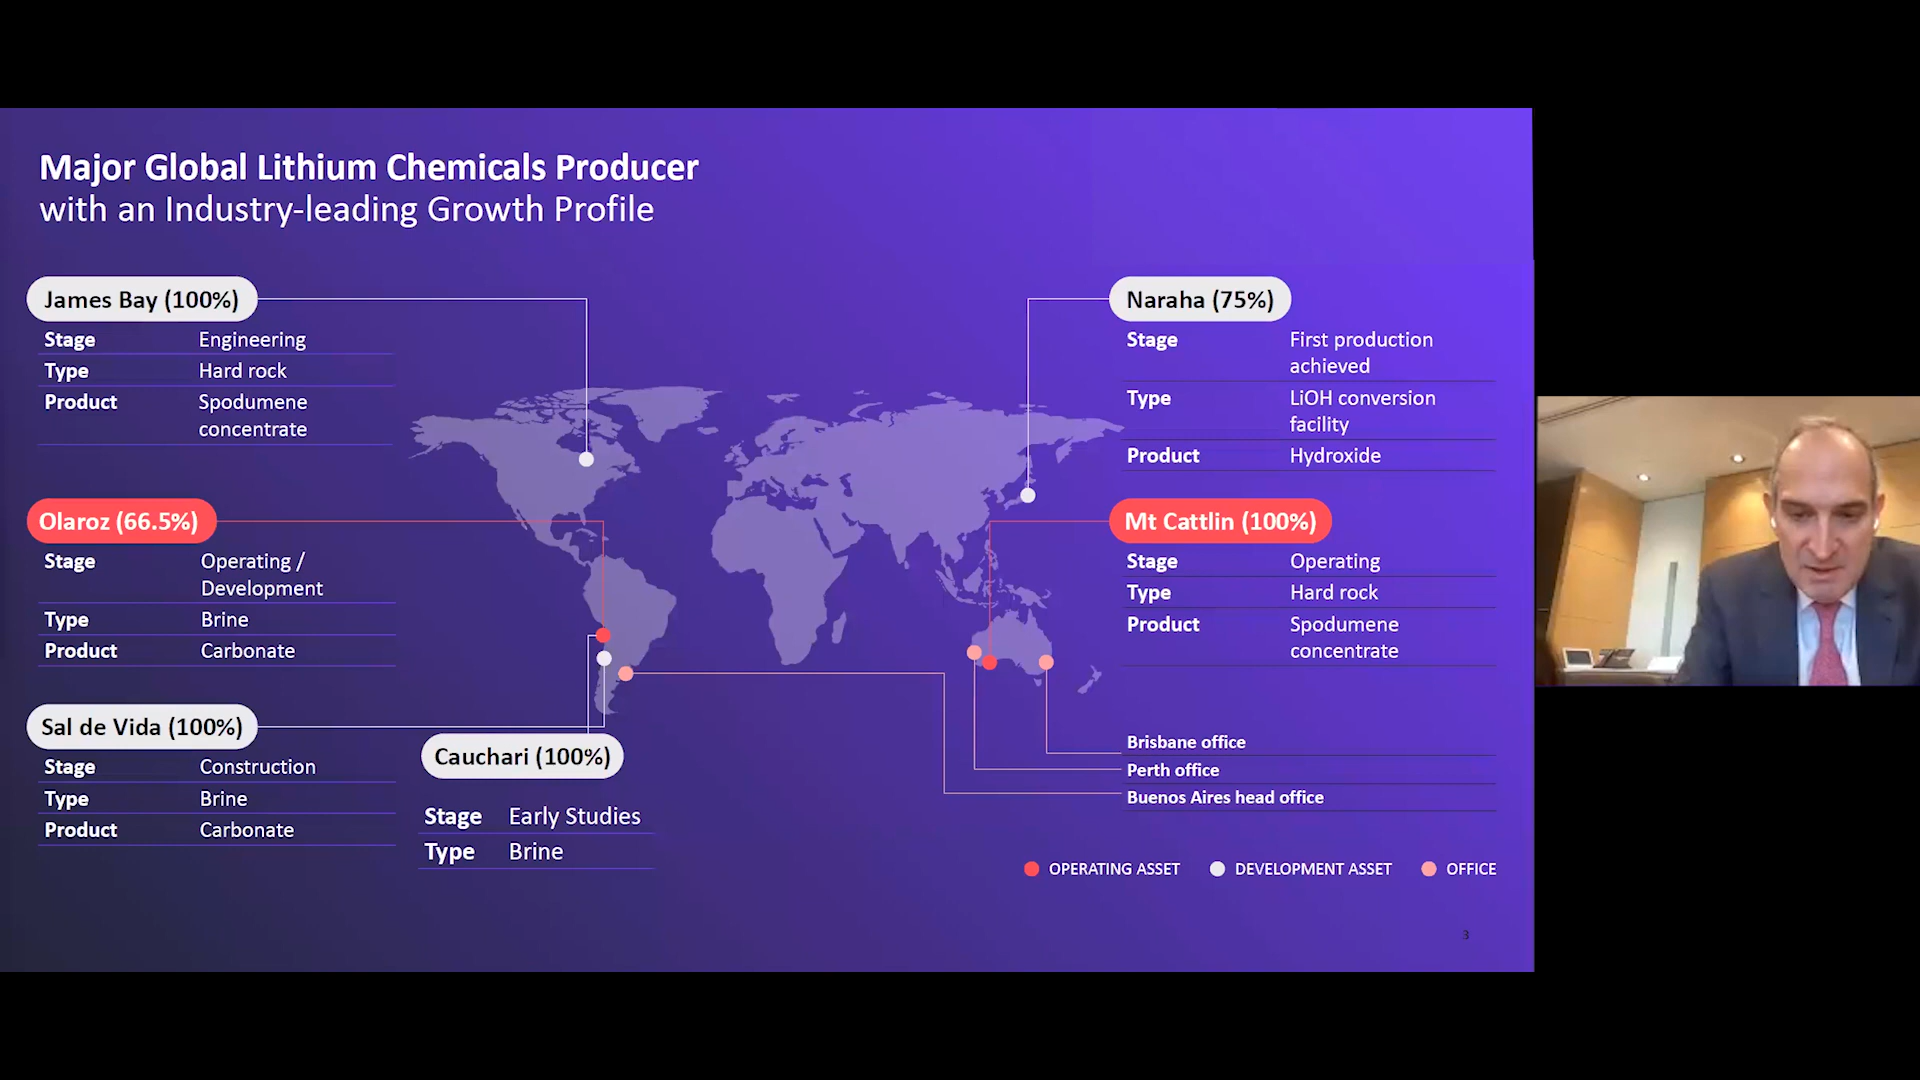 Major Global Lithium Chemicals Producer
with an Industry-leading Growth Profile
James Bay (100%)
Stage Engineering
Type Hard rock
Product Spodumene
concentrate
Olaroz (66.5%)
Stage Operating /
Development
Type Brine
Product Carbonate
Sal de Vida (100%)
Stage Construction
Type Brine
Product Carbonate
Cauchari (100%)
Stage Early Studies
Type Brine
Naraha (75%)
Stage First production
achieved
Type LiOH conversion
facility
Product Hydroxide
Mt Cattlin (100%)
Stage Operating
Type Hard rock
Product Spodumene
concentrate
Brisbane office
Perth office
Buenos Aires head office
OPERATING ASSET DEVELOPMENT ASSET OFFICE
3